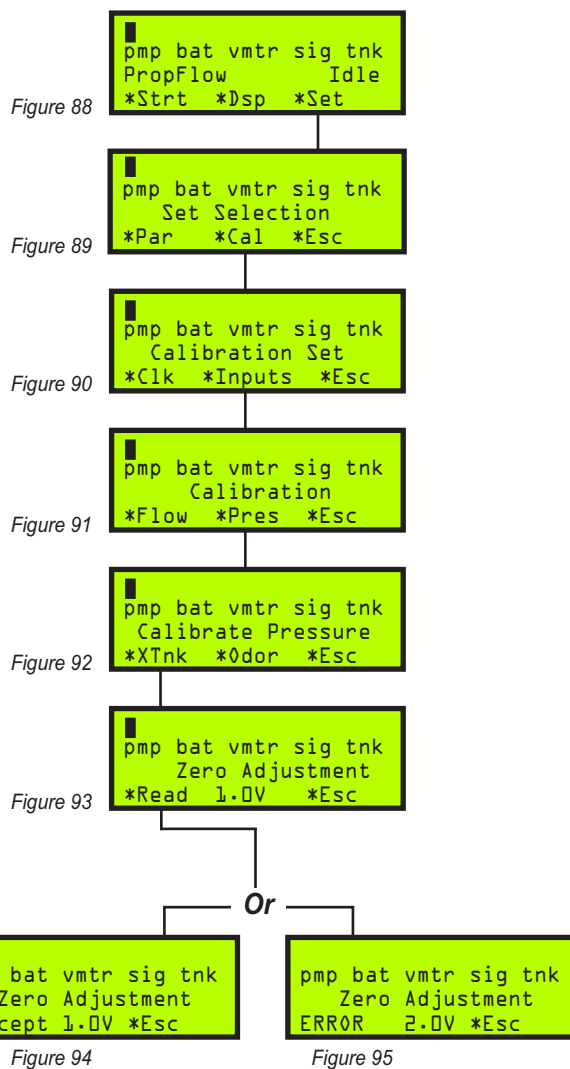 pmp bat vmtr sig tnk
PropFlow Idle
*Strt *Dsp *Set
Figure 88
pmp bat vmtr sig tnk
Set Selection
*Par *Cal *Esc
Figure 89
pmp bat vmtr sig tnk
Calibration Set
*Clk *Inputs *Esc
Figure 90
pmp bat vmtr sig tnk
Calibration
*Flow *Pres *Esc
Figure 91
pmp bat vmtr sig tnk
Calibrate Pressure
*XTnk *Odor *Esc
Figure 92
pmp bat vmtr sig tnk
Zero Adjustment
*Read 1.0V *Esc
Figure 93
Or
bat vmtr sig tnk
Zero Adjustment
1.0V *Esc
Figure 94
pmp bat vmtr sig tnk
Zero Adjustment
ERROR 2.0V *Esc
Figure 95